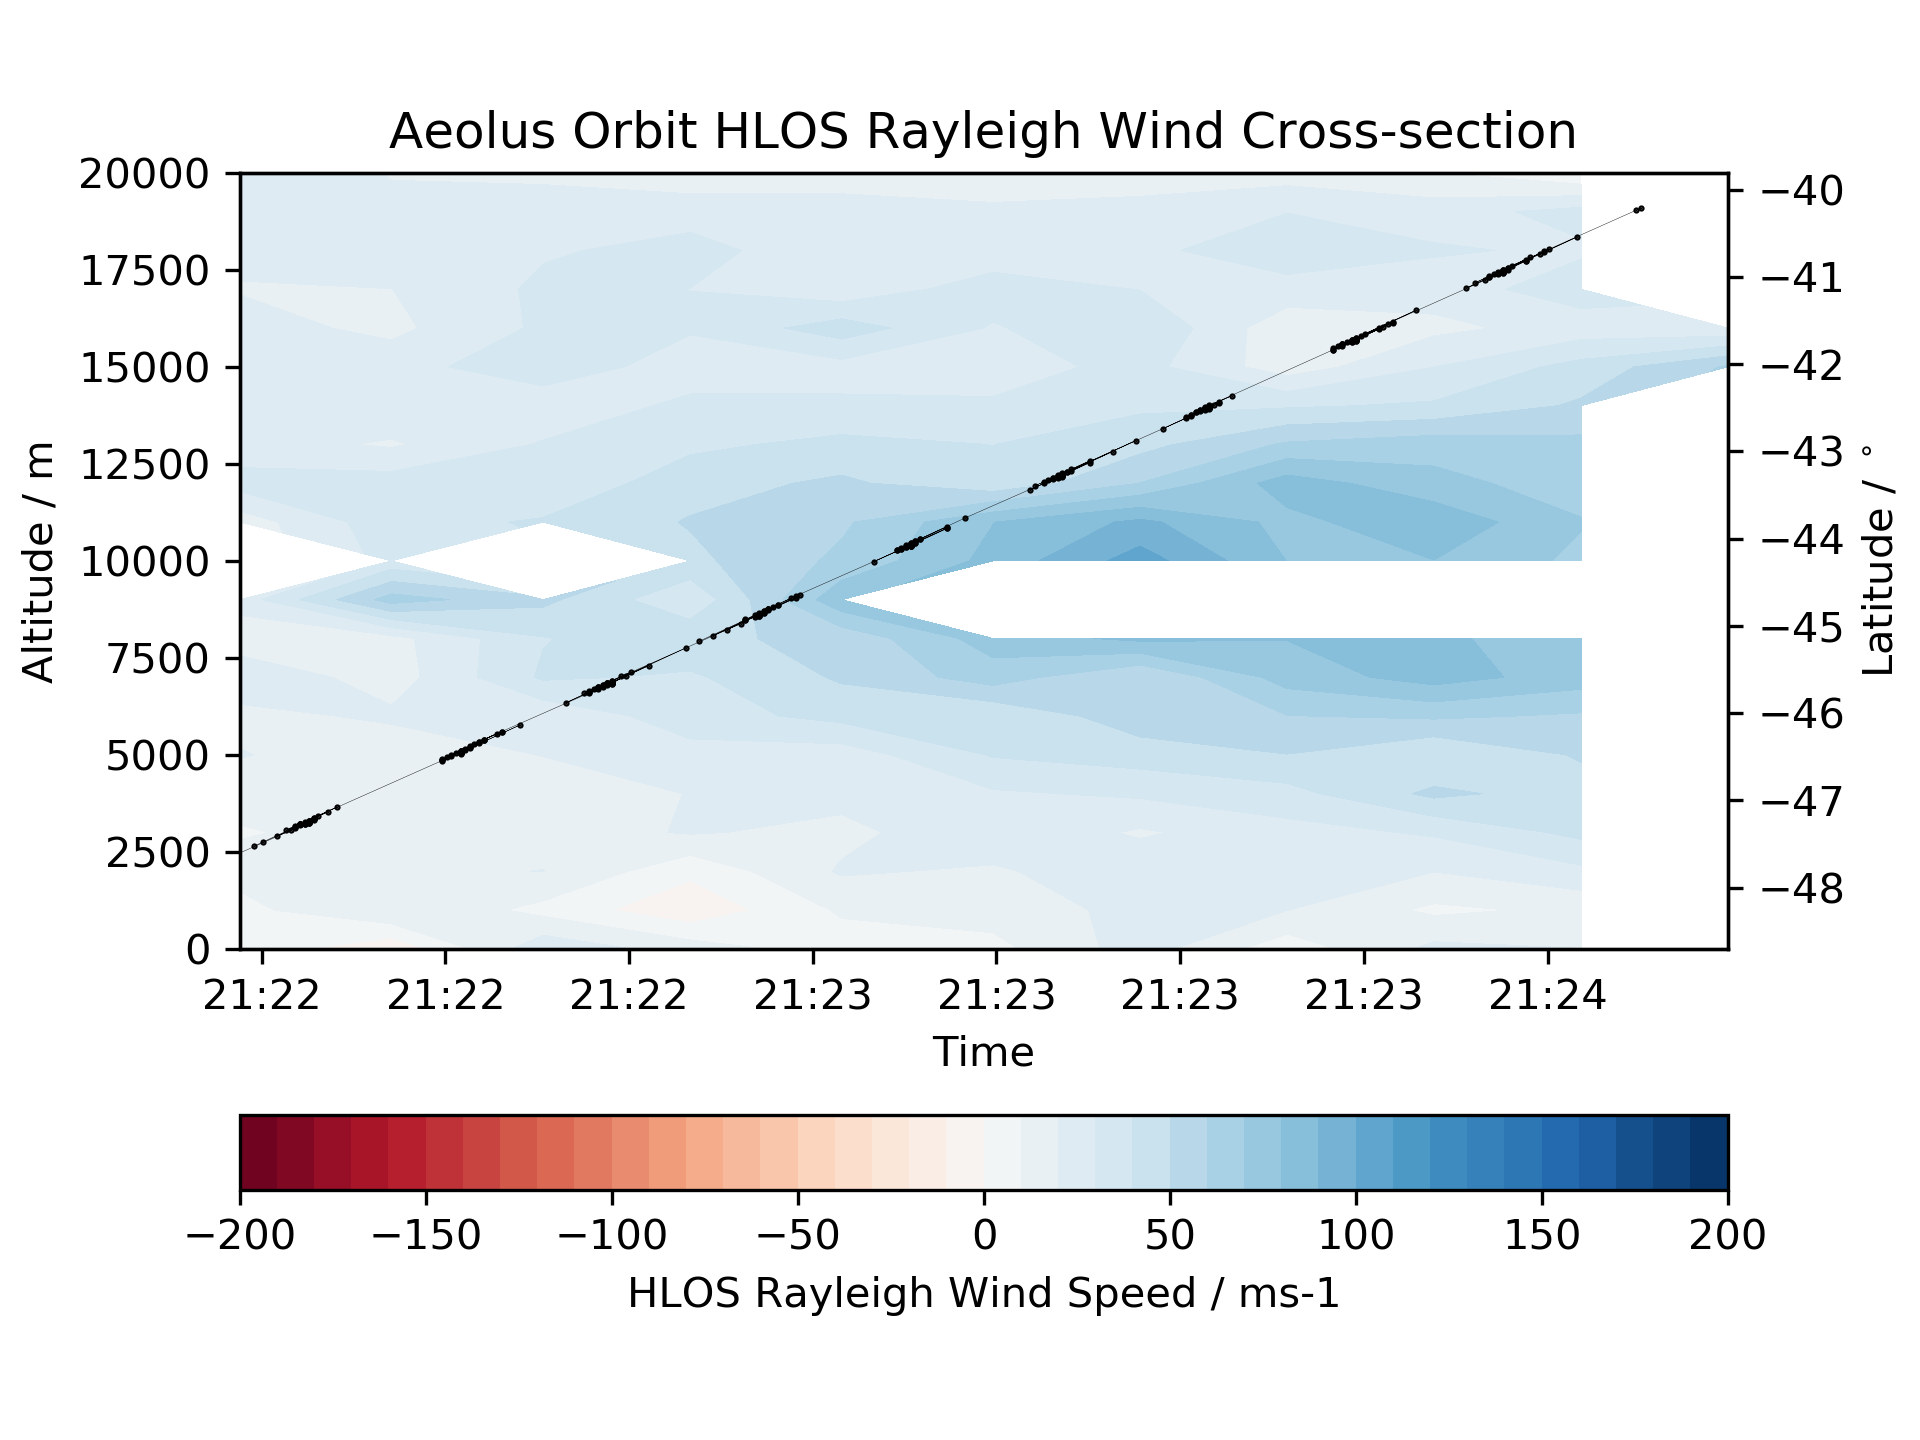 Aeolus Orbit HLOS Rayleigh Wind Cross-section
20000
17500
15000
12500
10000
7500
5000
2500
0
Altitude / m
−40
−41
−42
−43
−44
−45
−46
−47
−48
Latitude / °
21:22 21:22 21:22 21:23 21:23 21:23 21:23 21:24
Time
−200 −150 −100 −50 0 50 100 150 200
HLOS Rayleigh Wind Speed / ms-1